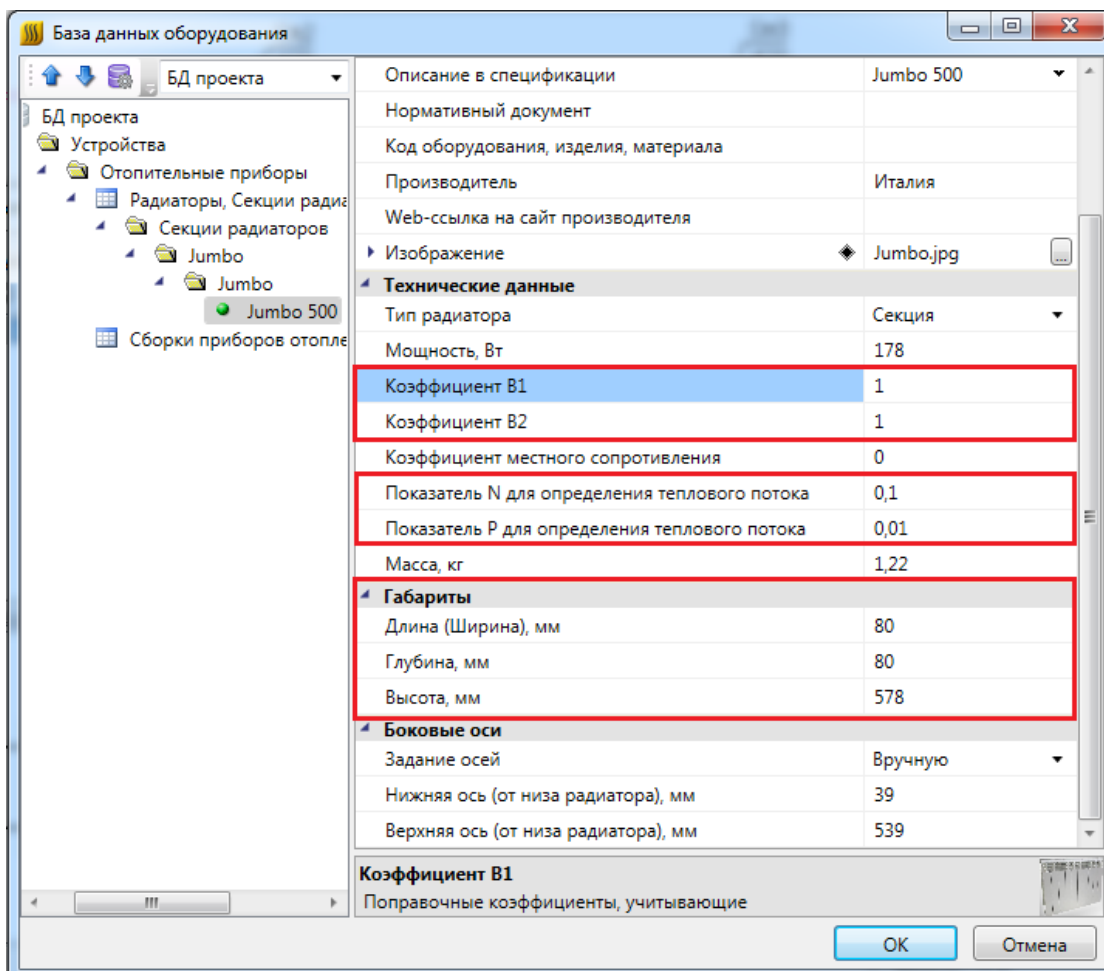 База данных оборудования
БД проекта
БД проекта
Устройства
Отопительные приборы
Радиаторы, Секции
Секции радиаторов
Jumbo
Jumbo
Jumbo 500
Сборки приборов
Описание в спецификации Jumbo 500
Нормативный документ
Код оборудования, изделия, материала
Производитель Италия
Web-ссылка на сайт производителя
Изображение Jumbo.jpg ...
Технические данные
Тип радиатора Секция
Мощность, Вт 178
Коэффициент B1 1
Коэффициент B2 1
Коэффициент местного сопротивления 0
Показатель N для определения теплового потока 0,1
Показатель P для определения теплового потока 0,01
Масса, кг 1,22
Габариты
Длина (Ширина), мм 80
Глубина, мм 80
Высота, мм 578
Боковые оси
Задание осей Вручную
Нижняя ось (от низа радиатора), мм 39
Верхняя ось (от низа радиатора), мм 539
Коэффициент B1
Поправочные коэффициенты, учитывающие
OK Отмена